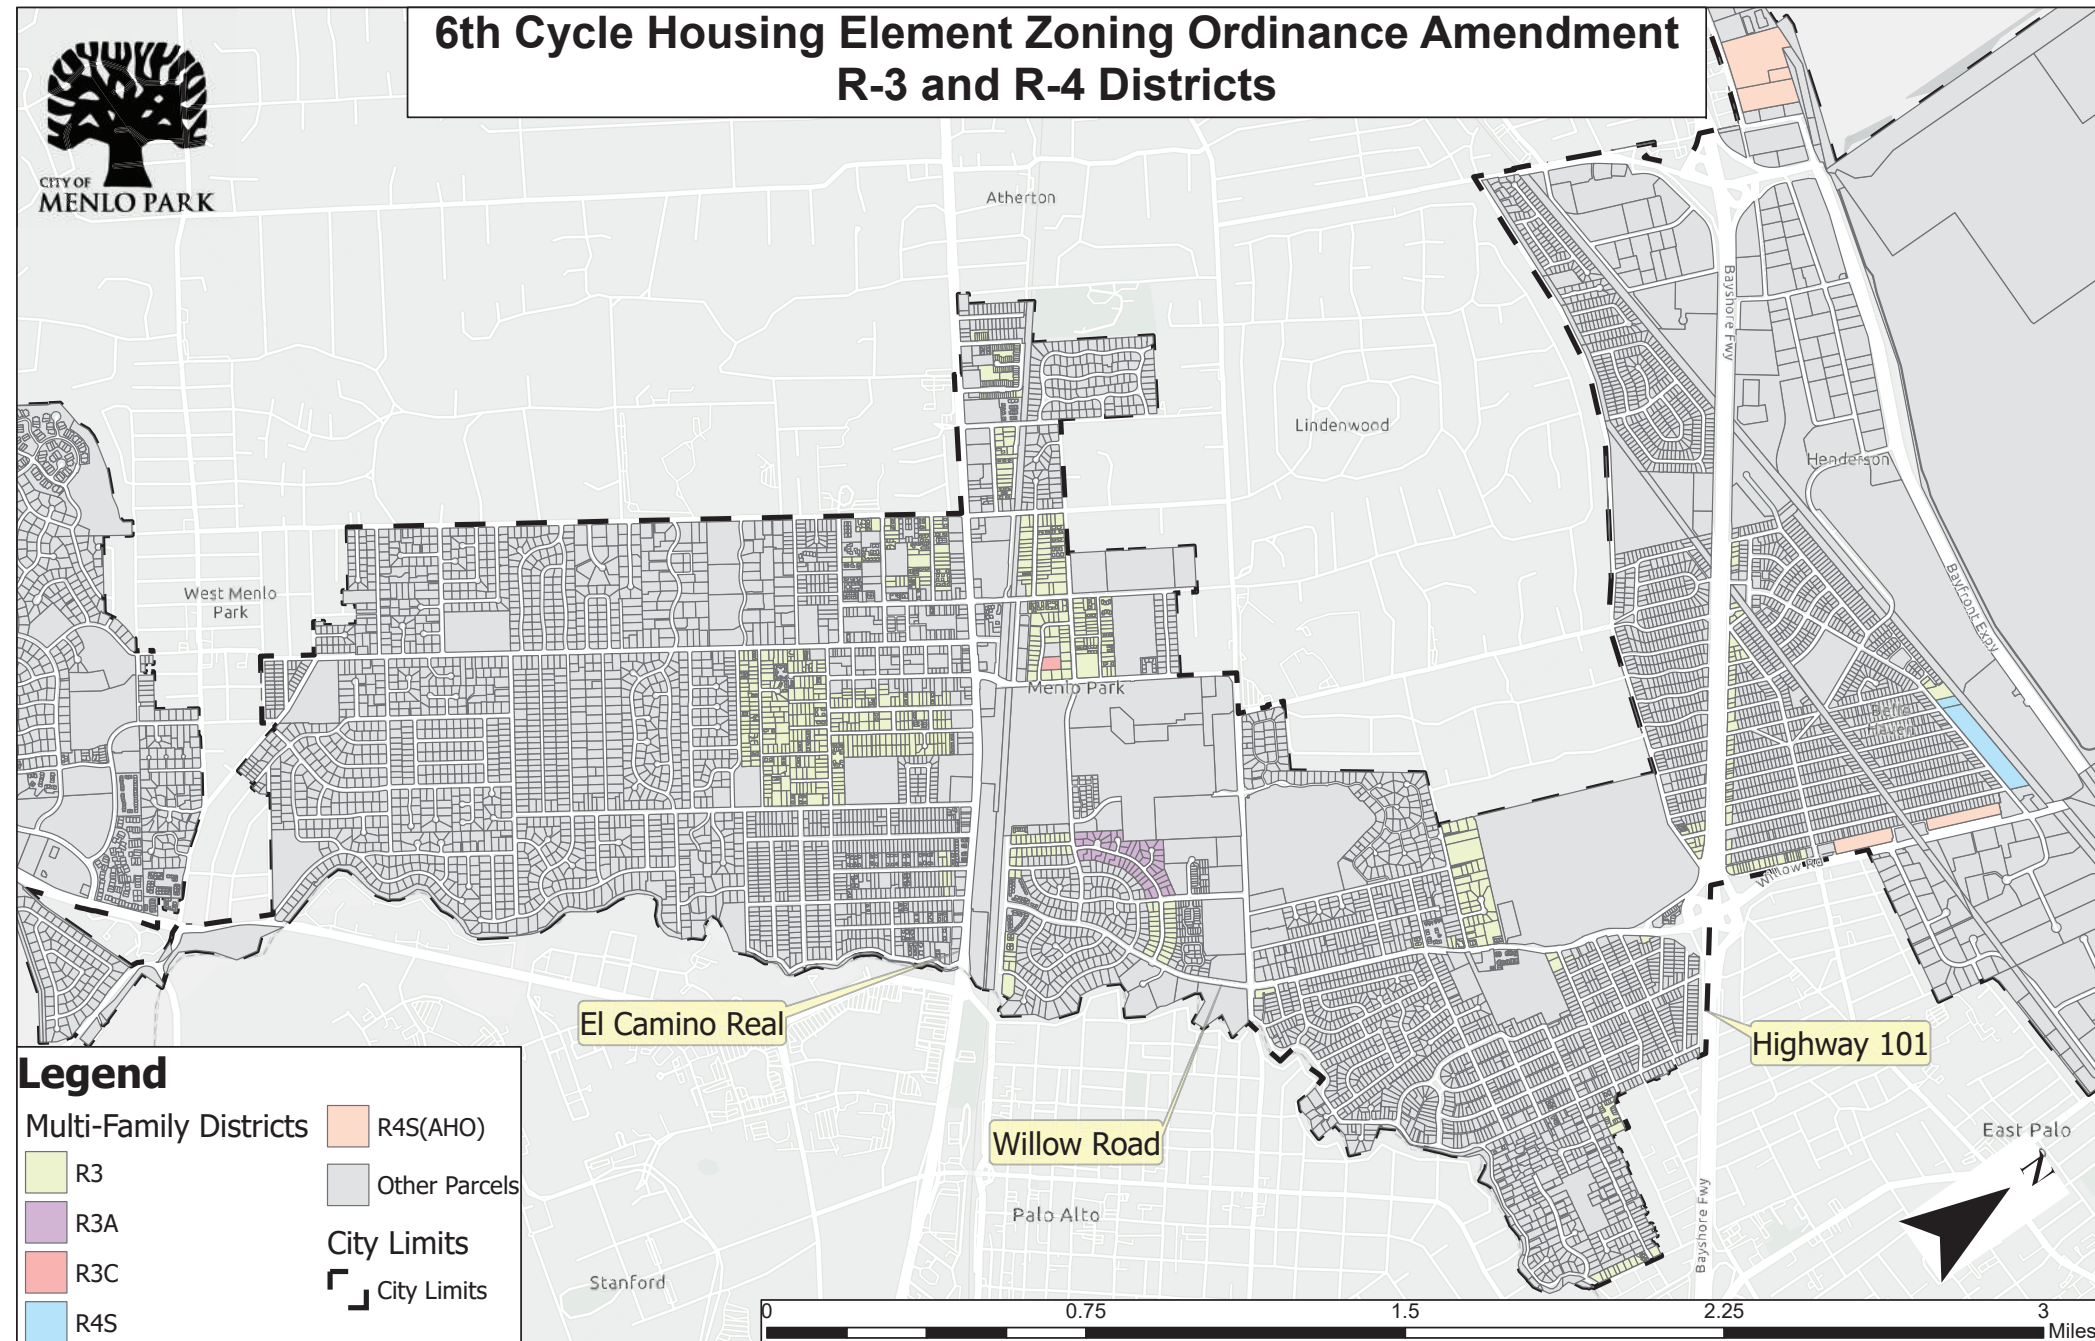 6th Cycle Housing Element Zoning Ordinance Amendment
R-3 and R-4 Districts
CITY OF
MENLO PARK
Atherton
Lindenwood
Bayshore Fwy
Henderson
Bayfront Expy
West Menlo
Park
Menlo Park
Willow Rd
El Camino Real
Willow Road
Highway 101
East Palo
N
Palo Alto
Stanford
Bayshore Fwy
Legend
Multi-Family Districts
R3
R3A
R3C
R4S
R4S(AHO)
Other Parcels
City Limits
City Limits
0 0.75 1.5 2.25 3
Miles